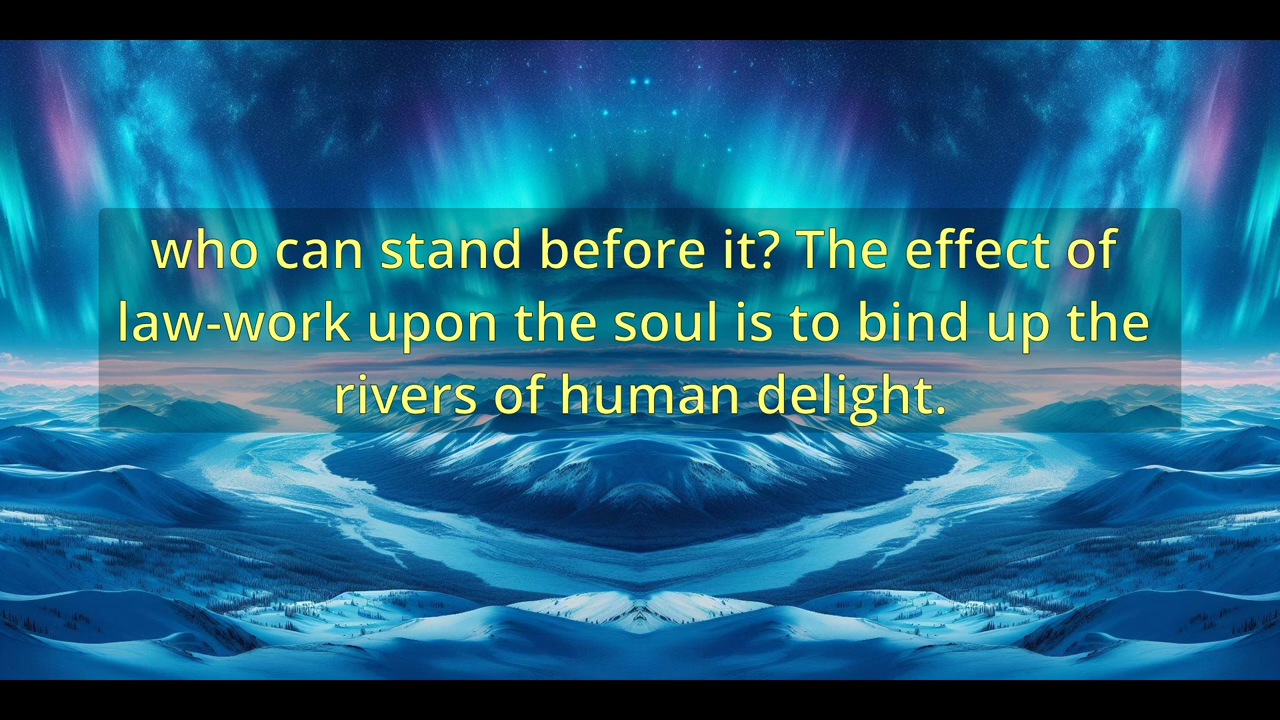 who can stand before it? The effect of
law-work upon the soul is to bind up the
rivers of human delight.